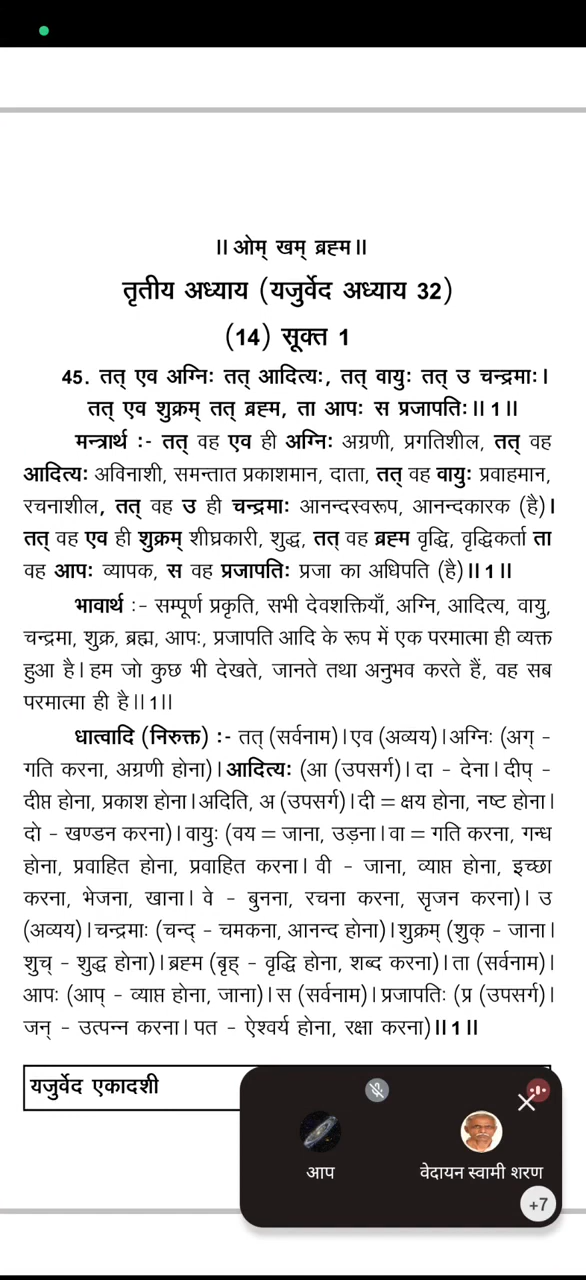 ॥ ओम् खम् ब्रह्म॥
तृतीय अध्याय (यजुर्वेद अध्याय 32)
(14) सूक्त 1
45. तत् एव अग्निः तत् आदित्यः, तत् वायुः तत् उ चन्द्रमाः।
तत् एव शुक्रम् तत् ब्रह्म, ता आपः स प्रजापतिः॥ 1॥
मन्त्रार्थ :- तत् वह एव ही अग्निः अग्रणी, प्रगतिशील, तत् वह
आदित्यः अविनाशी, समन्तात प्रकाशमान, दाता, तत् वह वायुः प्रवाहमान,
रचनाशील, तत् वह उ ही चन्द्रमाः आनन्दस्वरूप, आनन्दकारक (है)।
तत् वह एव ही शुक्रम् शीघ्रकारी, शुद्ध, तत् वह ब्रह्म वृद्धि, वृद्धिकर्ता ता
वह आपः व्यापक, स वह प्रजापतिः प्रजा का अधिपति (है)॥ 1॥
भावार्थ :- सम्पूर्ण प्रकृति, सभी देवशक्तियाँ, अग्नि, आदित्य, वायु,
चन्द्रमा, शुक्र, ब्रह्म, आपः, प्रजापति आदि के रूप में एक परमात्मा ही व्यक्त
हुआ है। हम जो कुछ भी देखते, जानते तथा अनुभव करते हैं, वह सब
परमात्मा ही है॥1॥
धात्वादि (निरुक्त) :- तत् (सर्वनाम)। एव (अव्यय)। अग्निः (अग् -
गति करना, अग्रणी होना)। आदित्यः (आ (उपसर्ग)। दा - देना। दीप् -
दीप्त होना, प्रकाश होना। अदिति, अ (उपसर्ग)। दी = क्षय होना, नष्ट होना।
दो - खण्डन करना)। वायुः (वय = जाना, उड़ना। वा = गति करना, गन्ध
होना, प्रवाहित होना, प्रवाहित करना। वी - जाना, व्याप्त होना, इच्छा
करना, भेजना, खाना। वे - बुनना, रचना करना, सृजन करना)। उ
(अव्यय)। चन्द्रमाः (चन्द् - चमकना, आनन्द होना)। शुक्रम् (शुक् - जाना।
शुच् - शुद्ध होना)। ब्रह्म (बृह् - वृद्धि होना, शब्द करना)। ता (सर्वनाम)।
आपः (आप् - व्याप्त होना, जाना)। स (सर्वनाम)। प्रजापतिः (प्र (उपसर्ग)।
जन् - उत्पन्न करना। पत - ऐश्वर्य होना, रक्षा करना)॥ 1॥
यजुर्वेद एकादशी
आप वेदायन स्वामी शरण
+7